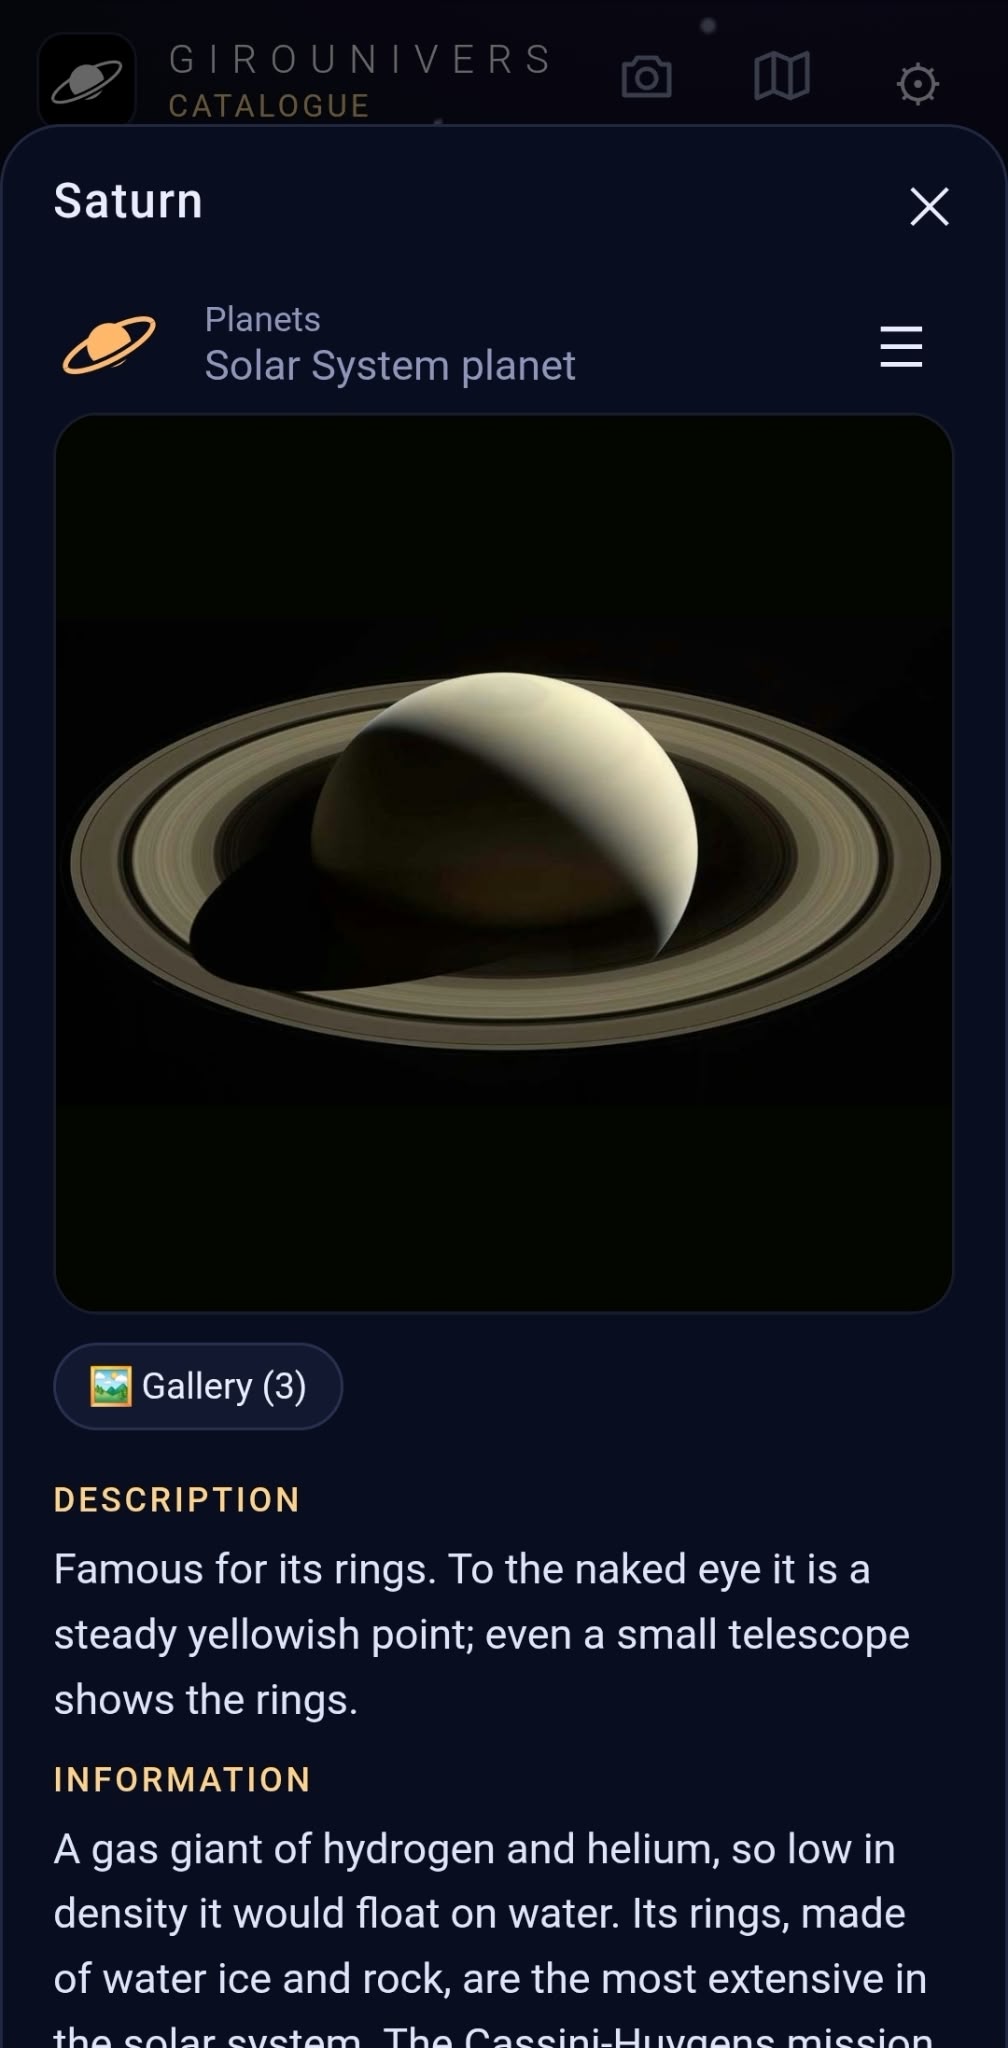 GIROUNIVERS
CATALOGUE
Saturn
Planets
Solar System planet
Gallery (3)
DESCRIPTION
Famous for its rings. To the naked eye it is a
steady yellowish point; even a small telescope
shows the rings.
INFORMATION
A gas giant of hydrogen and helium, so low in
density it would float on water. Its rings, made
of water ice and rock, are the most extensive in
the solar system. The Cassini-Huygens mission